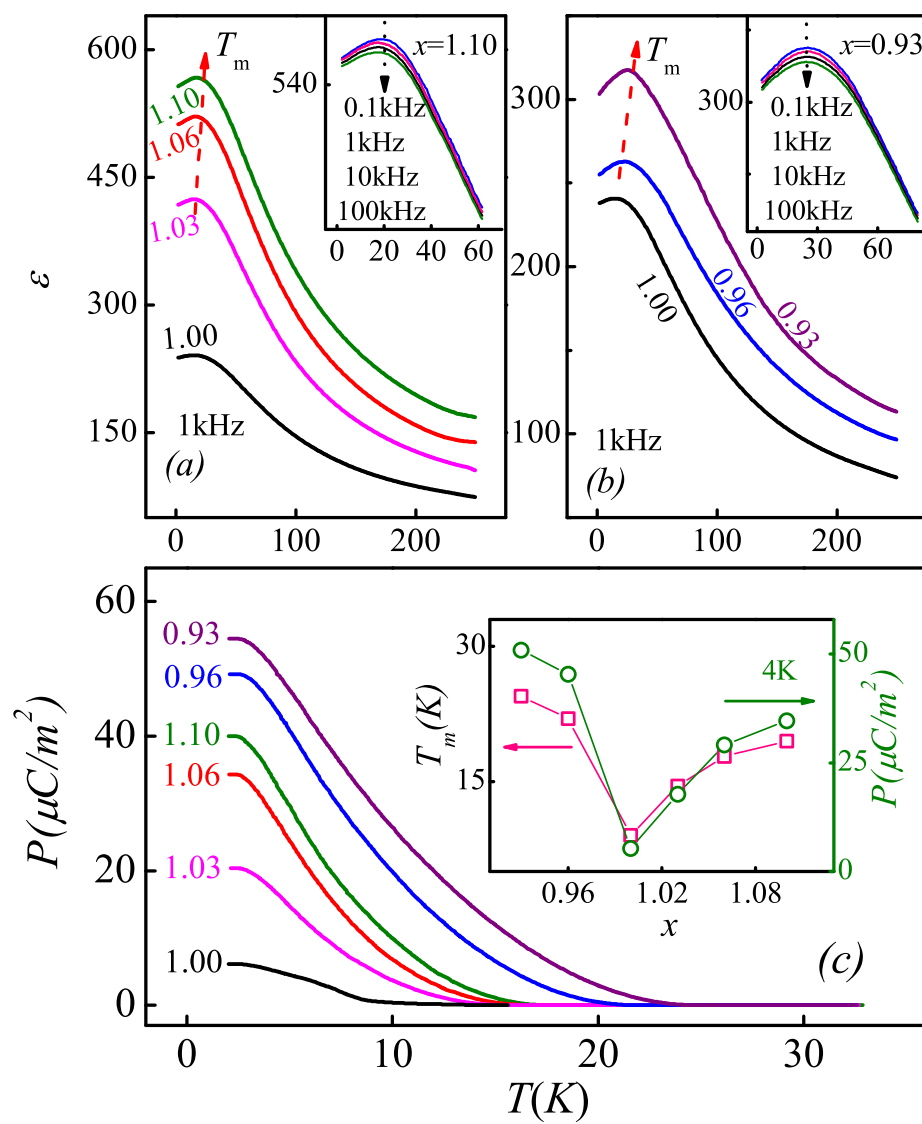 600
450
300
150
ε
T_m
1.10
1.06
1.03
1.00
1kHz
(a)
0
100
200
x=1.10
540
0.1kHz
1kHz
10kHz
100kHz
0
20
40
60
300
200
100
T_m
1.00
0.96
0.93
1kHz
(b)
0
100
200
x=0.93
300
0.1kHz
1kHz
10kHz
100kHz
0
30
60
60
40
20
0
P(μC/m²)
0.93
0.96
1.10
1.06
1.03
1.00
(c)
0
10
20
30
T(K)
30
15
T_m(K)
4K
50
25
0
P(μC/m²)
0.96
1.02
1.08
x